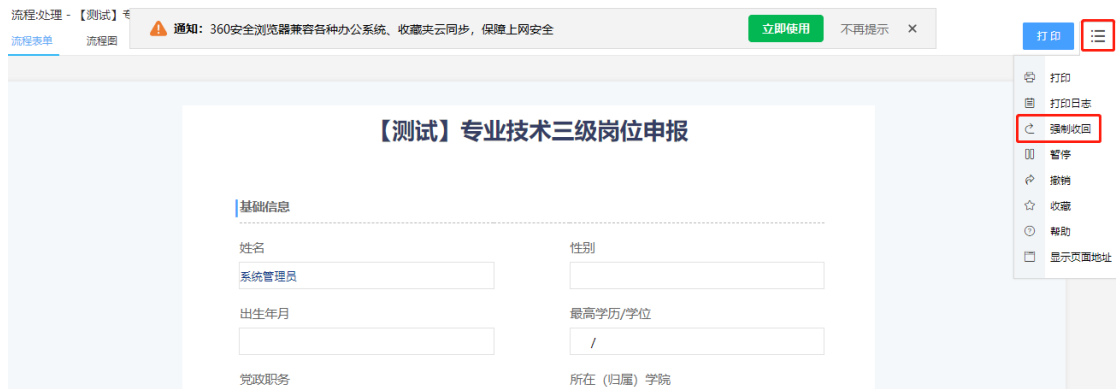 流程:处理 - 【测试】专
通知：360安全浏览器兼容各种办公系统、收藏夹云同步，保障上网安全
立即使用
不再提示
×
流程表单
流程图
打印
打印
打印日志
强制收回
暂停
撤销
收藏
帮助
显示页面地址
【测试】专业技术三级岗位申报
基础信息
姓名
性别
系统管理员
出生年月
最高学历/学位
/
党政职务
所在（归属）学院